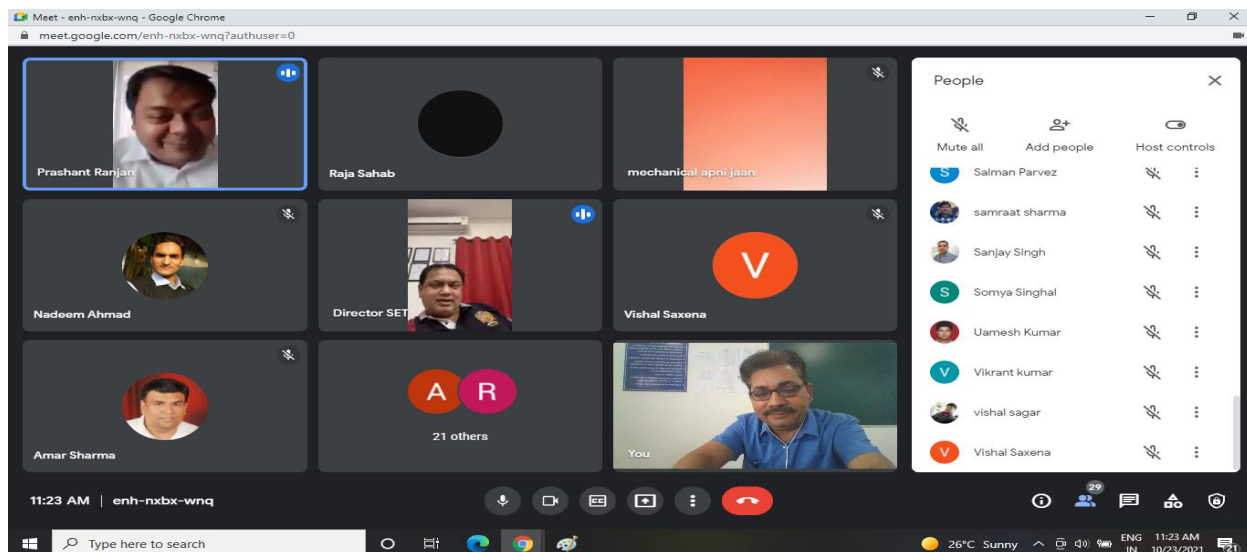 Meet - enh-nxbx-wnq - Google Chrome
meet.google.com/enh-nxbx-wnq?authuser=0
Prashant Ranjan
Raja Sahab
mechanical apni jaan
Nadeem Ahmad
Director SET
V
Vishal Saxena
Amar Sharma
A R
21 others
You
People
Mute all
Add people
Host controls
S Salman Parvez
samraat sharma
Sanjay Singh
S Somya Singhal
Uamesh Kumar
V Vikrant kumar
vishal sagar
V Vishal Saxena
11:23 AM | enh-nxbx-wnq
CC
29
Type here to search
26°C Sunny
ENG
IN
11:23 AM
10/23/2021
21